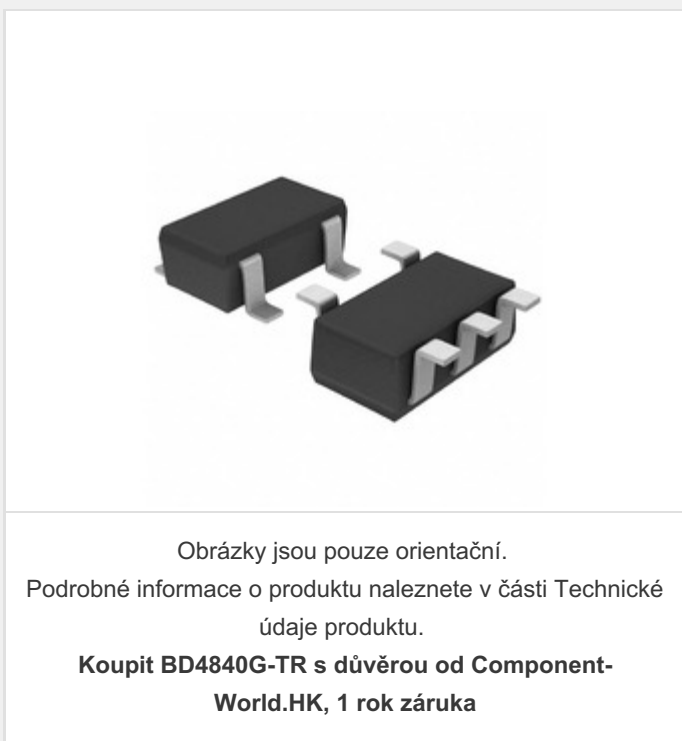 Obrázky jsou pouze orientační.
Podrobné informace o produktu naleznete v části Technické
údaje produktu.
Koupit BD4840G-TR s důvěrou od Component-
World.HK, 1 rok záruka